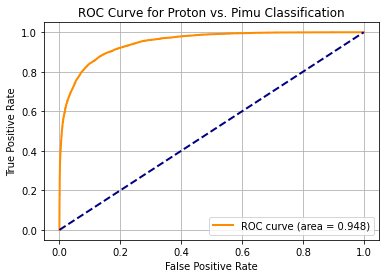 ROC Curve for Proton vs. Pimu Classification
True Positive Rate
1.0
0.8
0.6
0.4
0.2
0.0
0.0 0.2 0.4 0.6 0.8 1.0
False Positive Rate
ROC curve (area = 0.948)